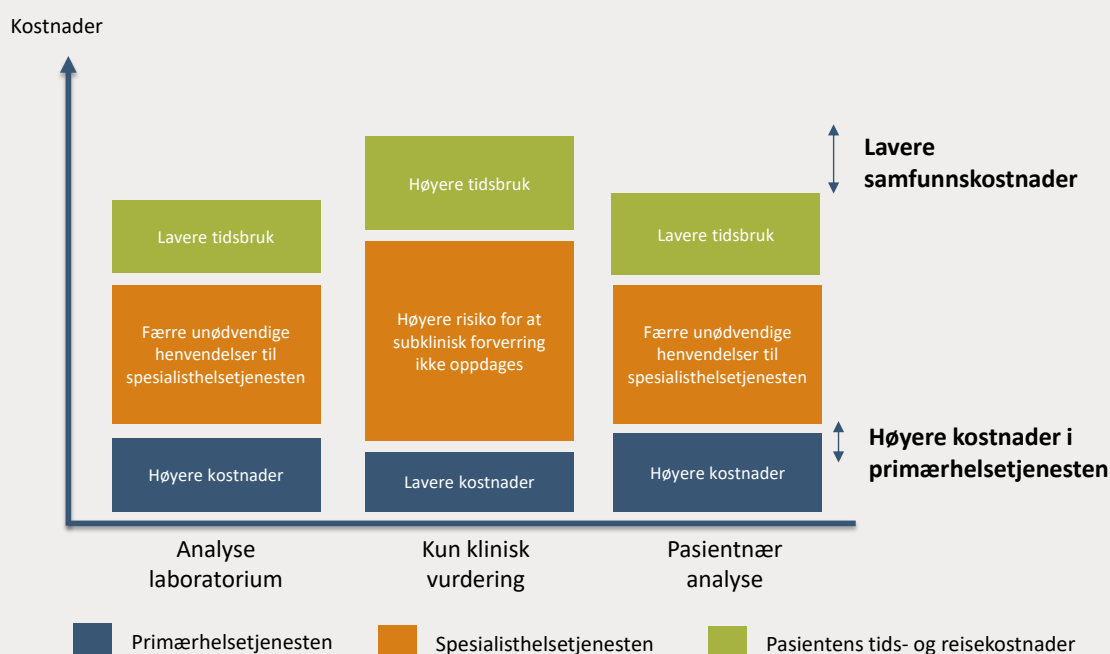 Kostnader
Lavere tidsbruk
Færre unødvendige
henvendelser til
spesialisthelsetjenesten
Høyere kostnader
Høyere tidsbruk
Høyere risiko for at
subklinisk forverring
ikke oppdages
Lavere kostnader
Lavere tidsbruk
Færre unødvendige
henvendelser til
spesialisthelsetjenesten
Høyere kostnader
Lavere
samfunnskostnader
Høyere kostnader i
primærhelsetjenesten
Analyse
laboratorium
Kun klinisk
vurdering
Pasientnær
analyse
Primærhelsetjenesten
Spesialisthelsetjenesten
Pasientens tids- og reisekostnader